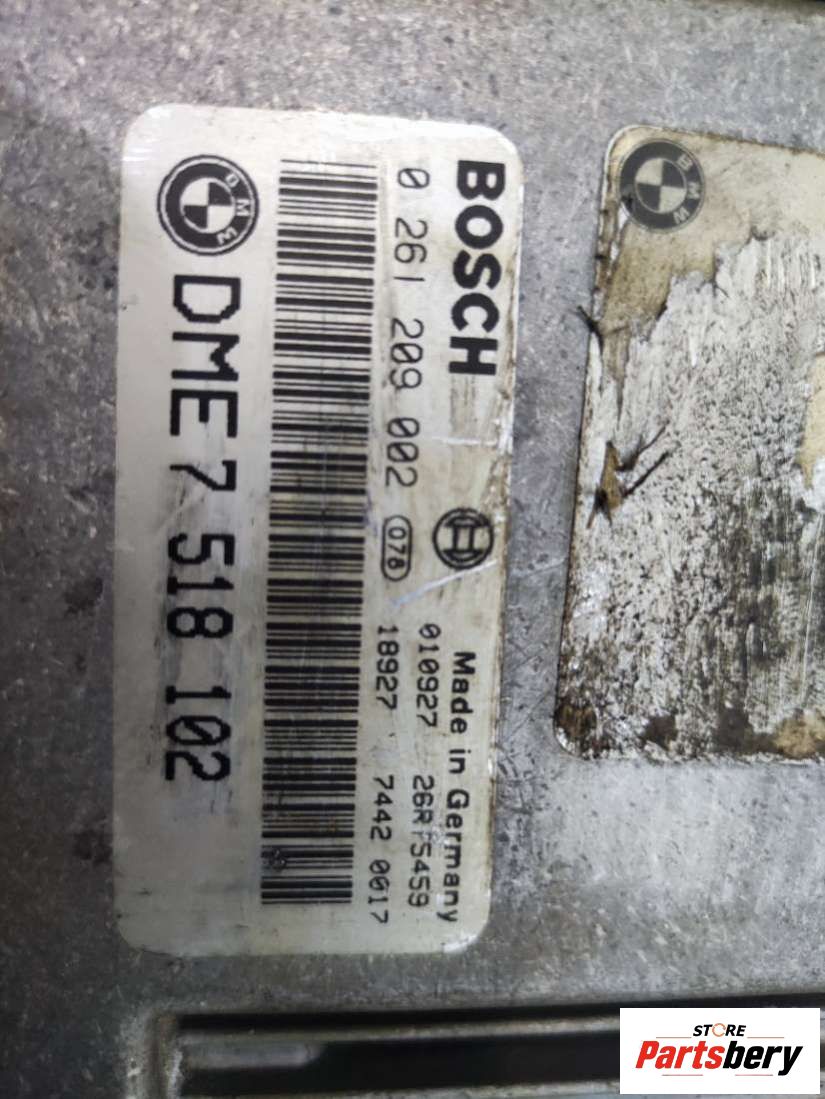 BOSCH
Made in Germany
0 261 209 002
078
010927 26RTS459
18927 7442 0017
BMW
DME 7 518 102
BMW
STORE
Partsbery